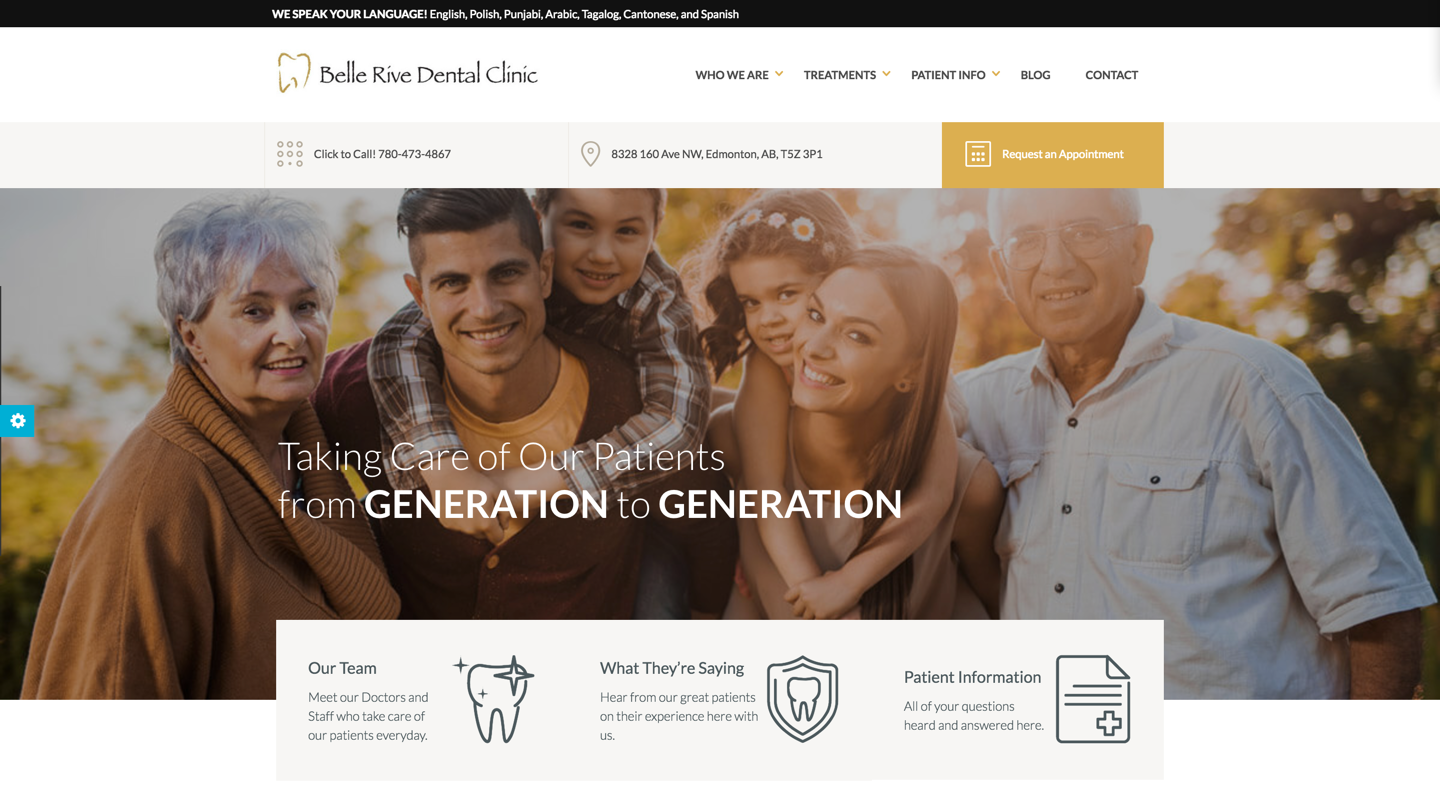 WE SPEAK YOUR LANGUAGE! English, Polish, Punjabi, Arabic, Tagalog, Cantonese, and Spanish
Belle Rive Dental Clinic
WHO WE ARE TREATMENTS PATIENT INFO BLOG CONTACT
Click to Call! 780-473-4867
8328 160 Ave NW, Edmonton, AB, T5Z 3P1
Request an Appointment
Taking Care of Our Patients
from GENERATION to GENERATION
Our Team
Meet our Doctors and
Staff who take care of
our patients everyday.
What They’re Saying
Hear from our great patients
on their experience here with
us.
Patient Information
All of your questions
heard and answered here.